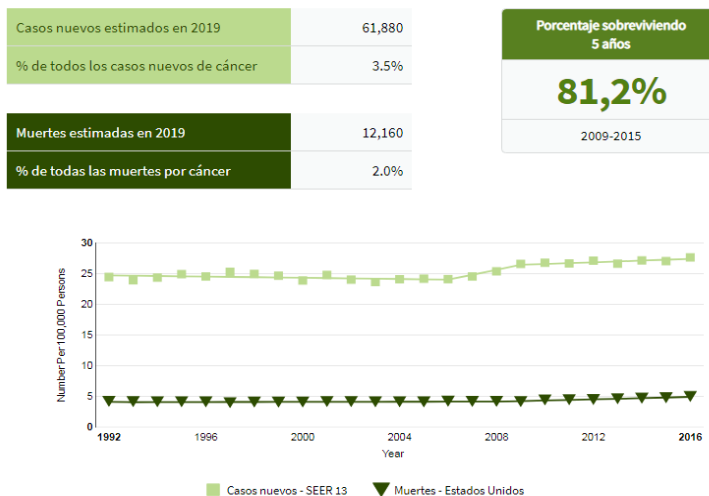 Casos nuevos estimados en 2019 61,880
% de todos los casos nuevos de cáncer 3.5%
Muertes estimadas en 2019 12,160
% de todas las muertes por cáncer 2.0%
Porcentaje sobreviviendo
5 años
81,2%
2009-2015
30
25
20
15
10
5
0
Number Per 100,000 Persons
1992 1996 2000 2004 2008 2012 2016
Year
Casos nuevos - SEER 13 Muertes - Estados Unidos